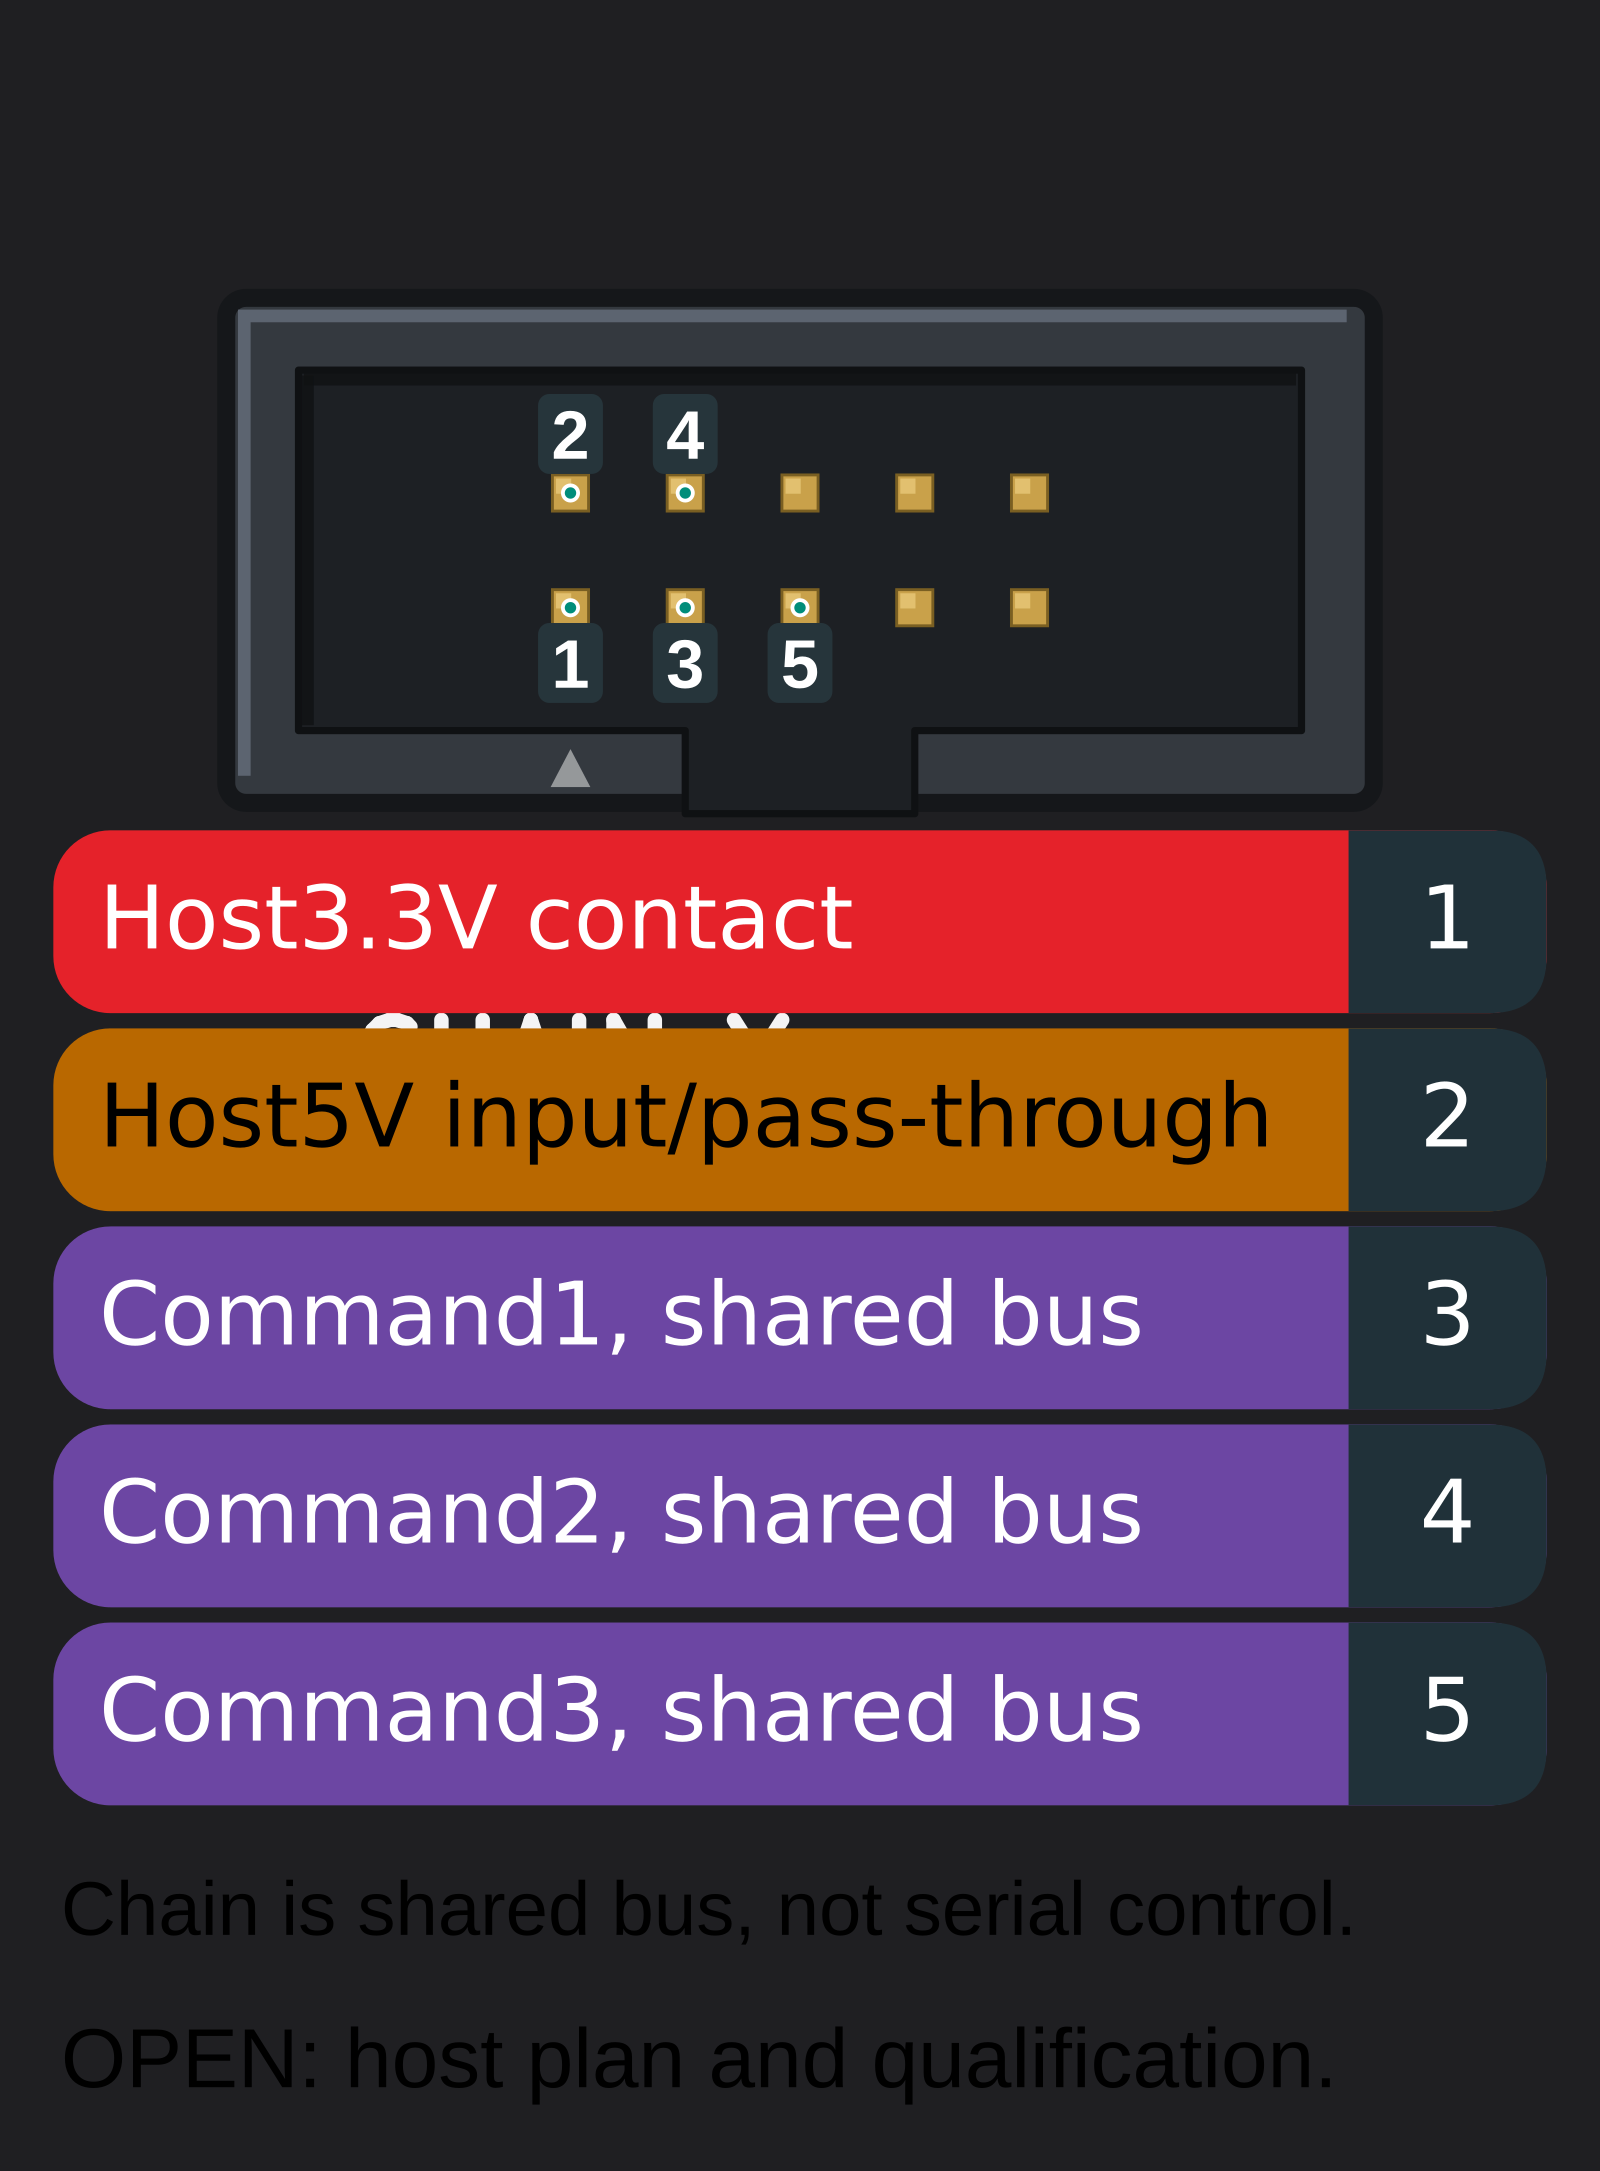 2 4
1 3 5
Host3.3V contact 1
Host5V input/pass-through 2
Command1, shared bus 3
Command2, shared bus 4
Command3, shared bus 5
Chain is shared bus, not serial control.
OPEN: host plan and qualification.